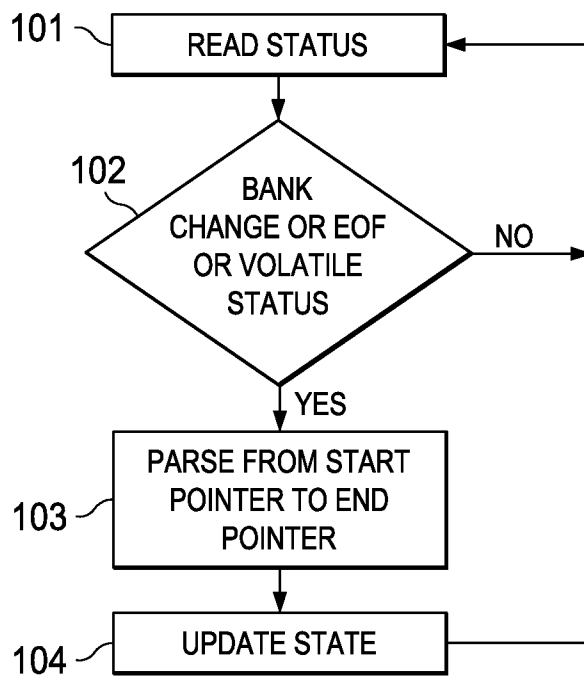 101
READ STATUS
102
BANK
CHANGE OR EOF
OR VOLATILE
STATUS
NO
YES
PARSE FROM START
POINTER TO END
POINTER
103
UPDATE STATE
104